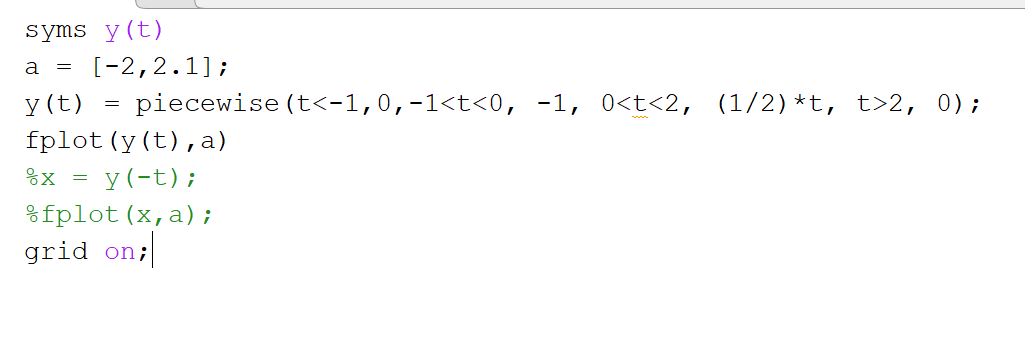 syms y(t)
a = [-2,2.1];
y(t) = piecewise(t<-1,0,-1<t<0, -1, 0<t<2, (1/2)*t, t>2, 0);
fplot(y(t),a)
%x = y(-t);
%fplot(x,a);
grid on;